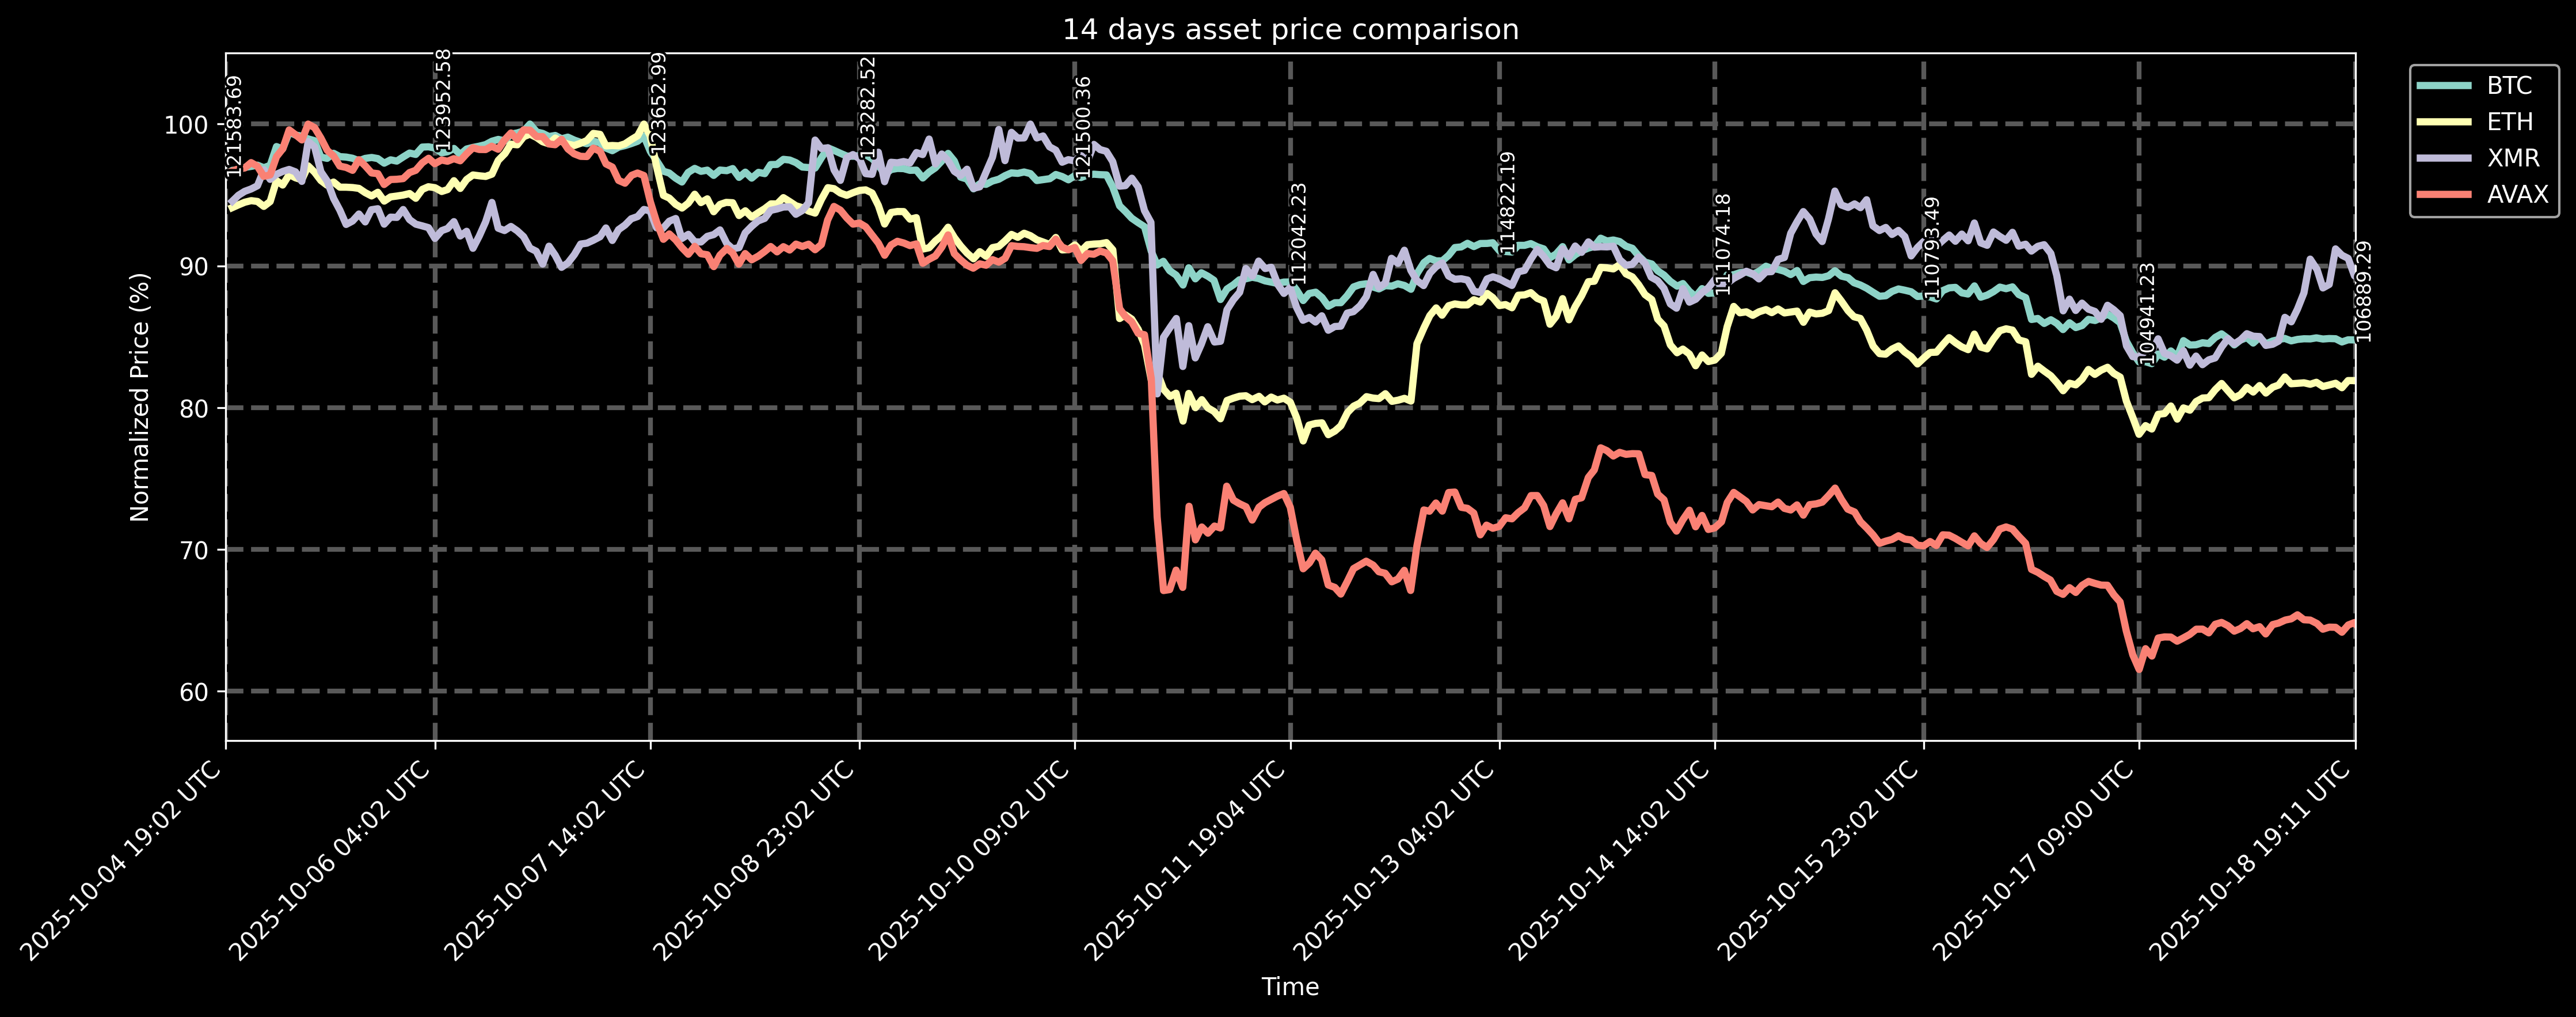 14 days asset price comparison
121583.69
123952.58
123652.99
123282.52
121500.36
112042.23
114822.19
111074.18
110793.49
104941.23
106889.29
BTC
ETH
XMR
AVAX
Normalized Price (%)
100
90
80
70
60
2025-10-04 19:02 UTC
2025-10-06 04:02 UTC
2025-10-07 14:02 UTC
2025-10-08 23:02 UTC
2025-10-10 09:02 UTC
2025-10-11 19:04 UTC
2025-10-13 04:02 UTC
2025-10-14 14:02 UTC
2025-10-15 23:02 UTC
2025-10-17 09:00 UTC
2025-10-18 19:11 UTC
Time